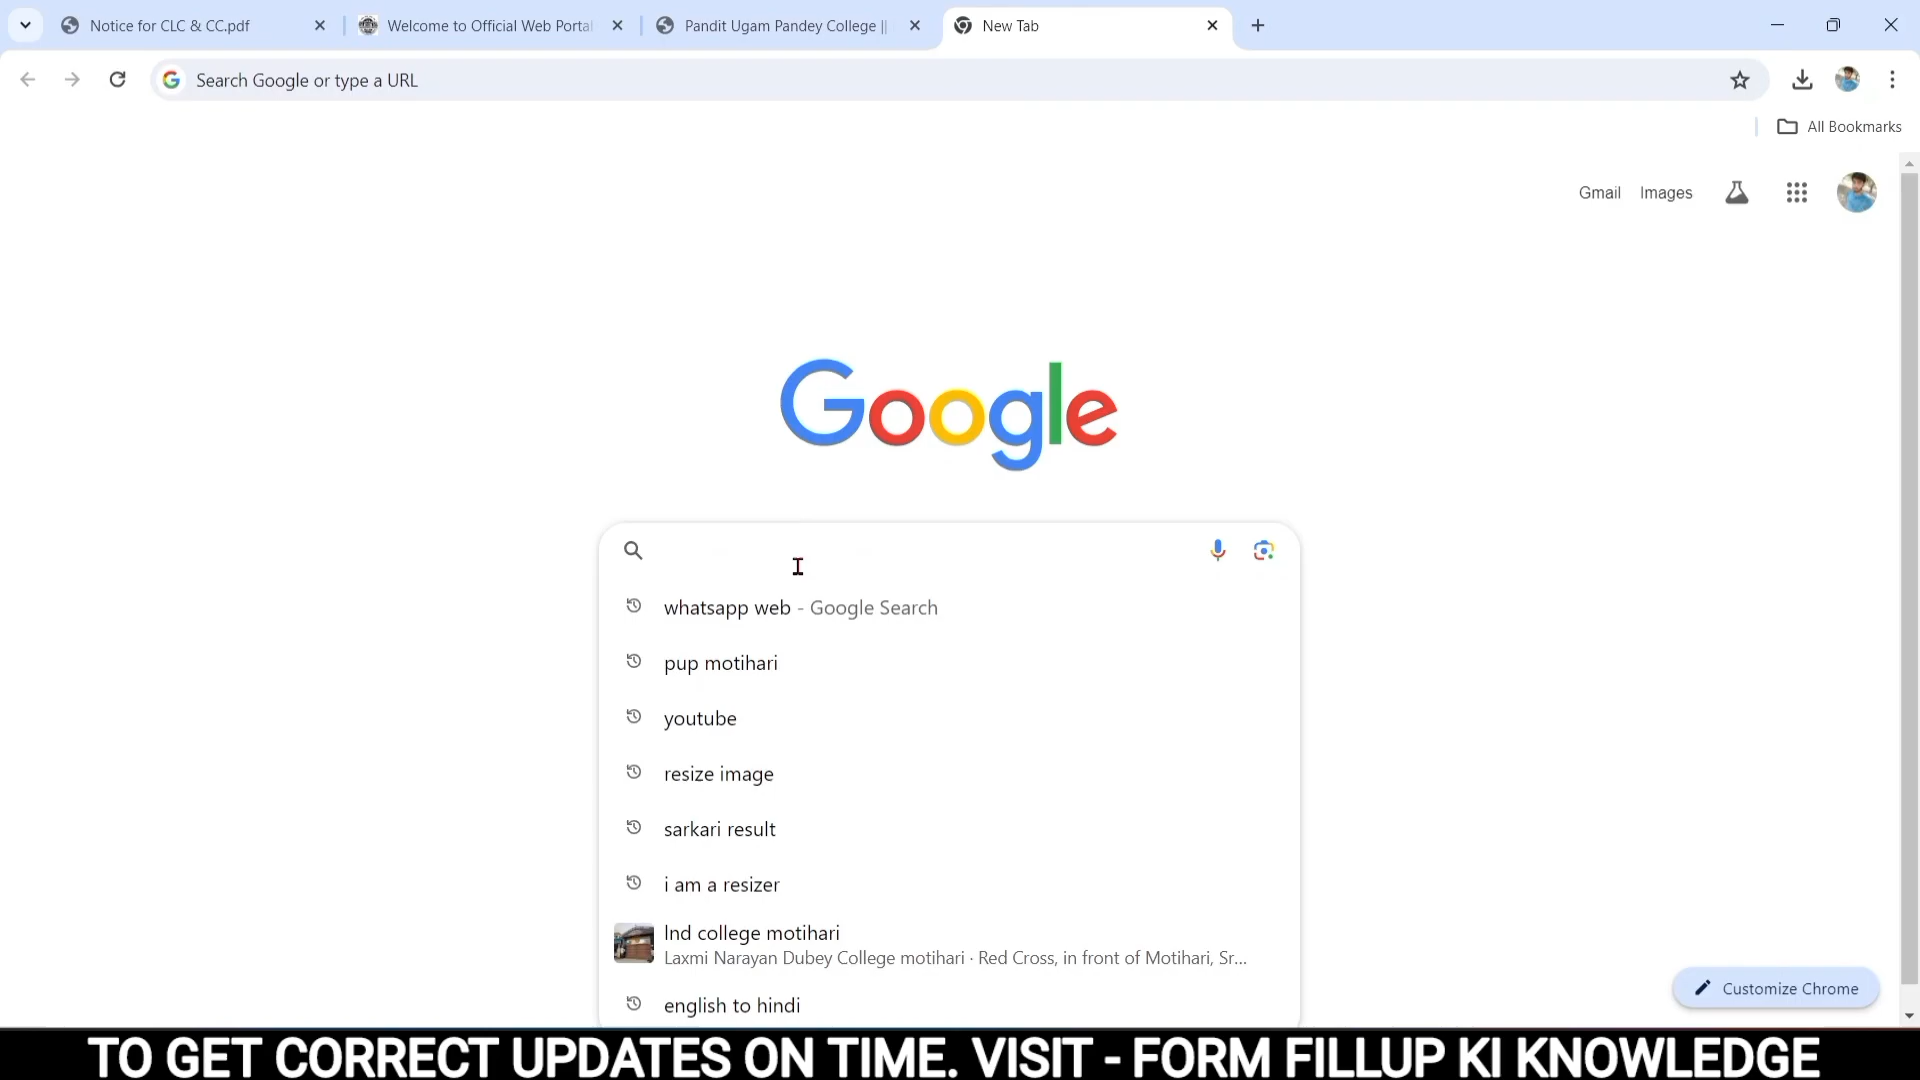 Notice for CLC & CC.pdf
Welcome to Official Web Porta
Pandit Ugam Pandey College ||
New Tab
Search Google or type a URL
All Bookmarks
Gmail
Images
Google
whatsapp web - Google Search
pup motihari
youtube
resize image
sarkari result
i am a resizer
lnd college motihari
Laxmi Narayan Dubey College motihari · Red Cross, in front of Motihari, Sr...
english to hindi
Customize Chrome
TO GET CORRECT UPDATES ON TIME. VISIT - FORM FILLUP KI KNOWLEDGE